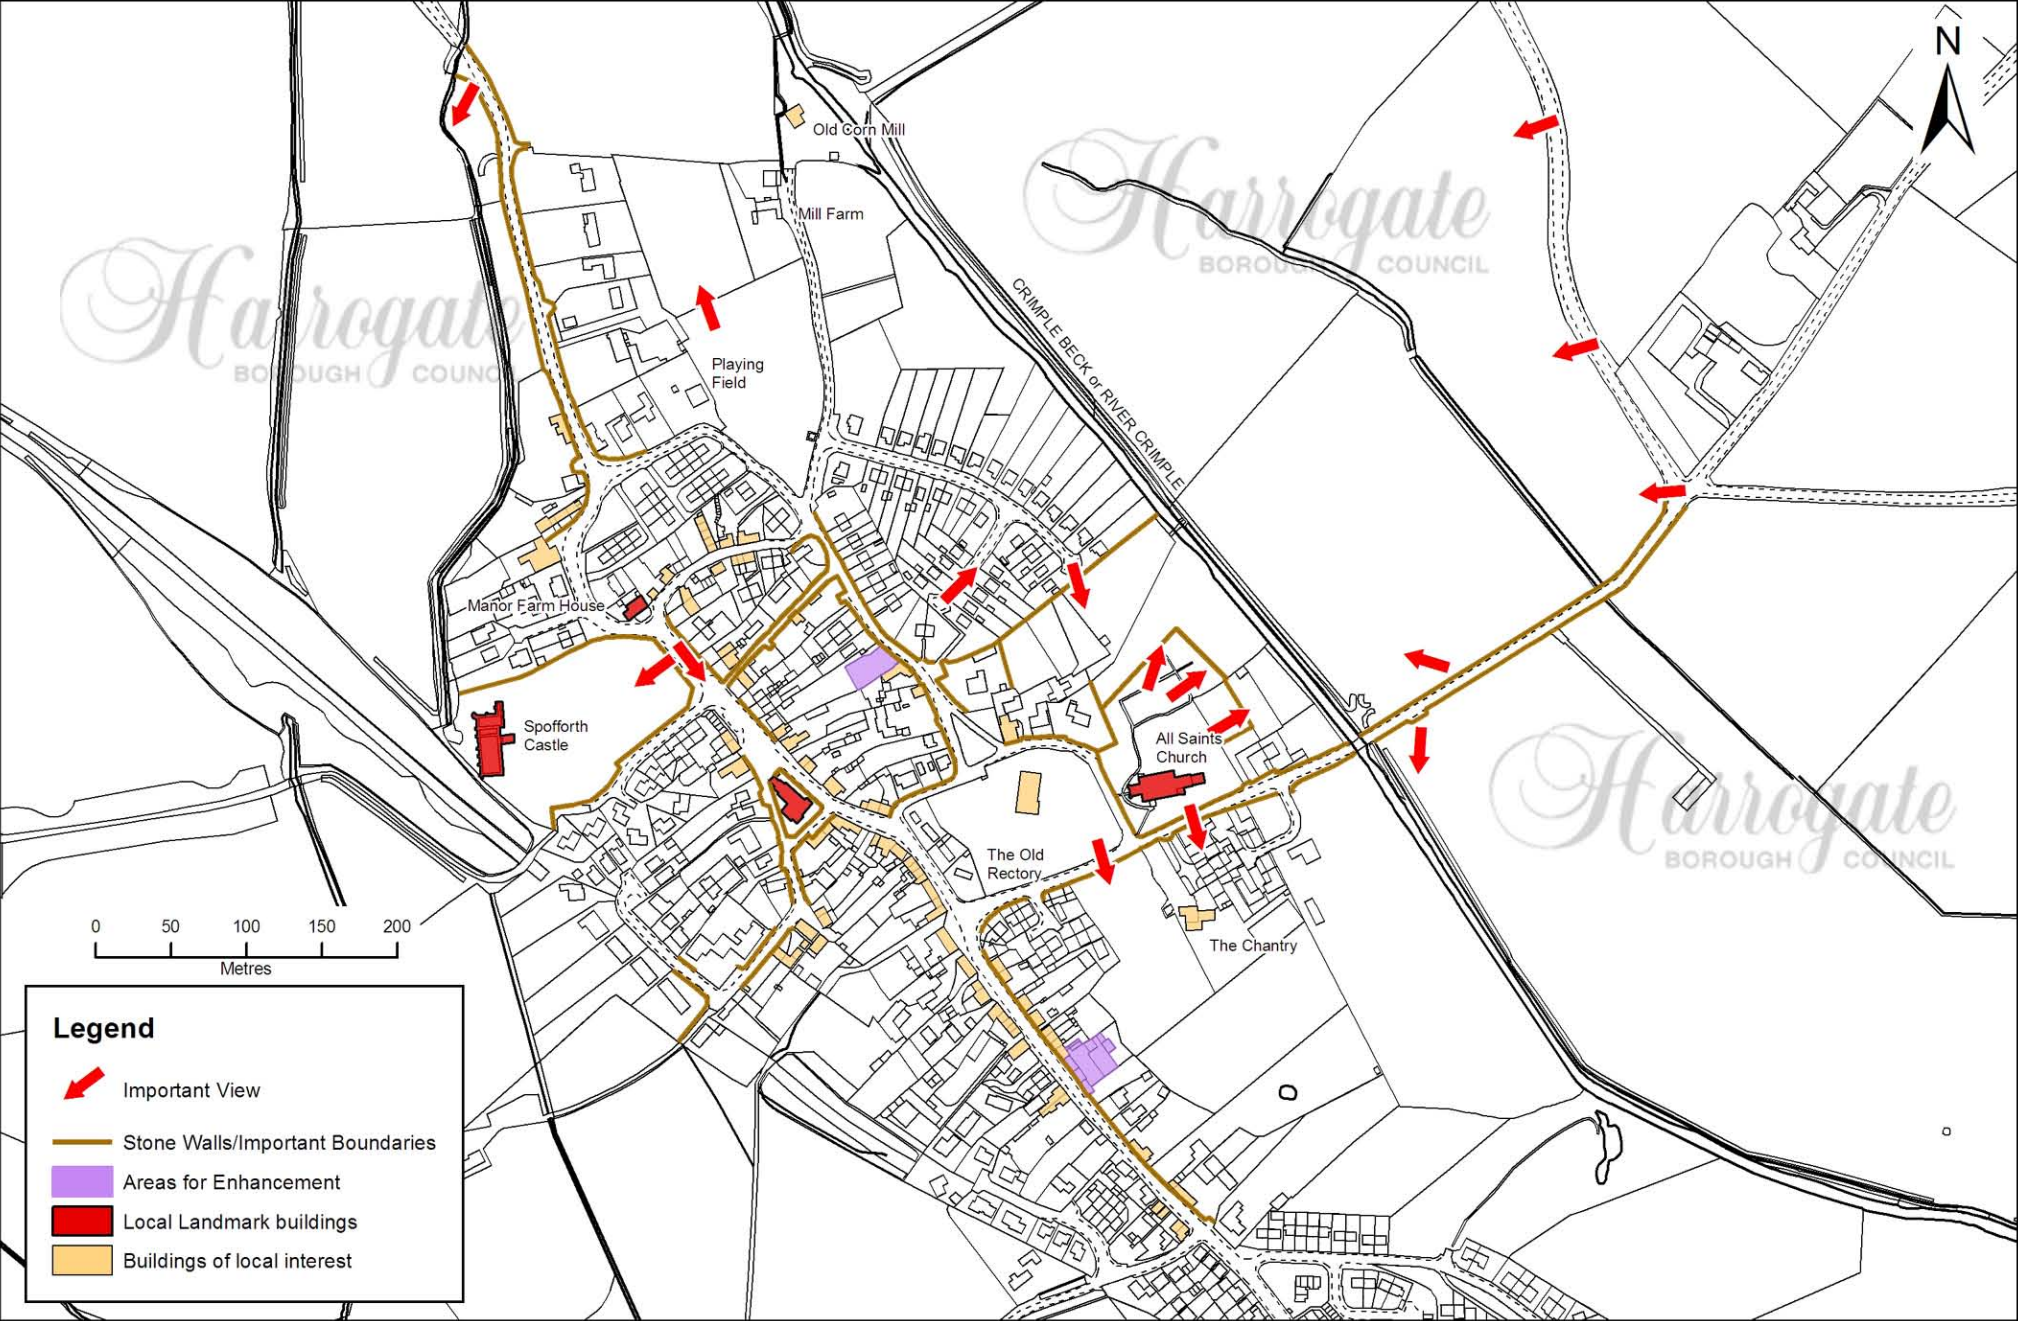 N
Old Corn Mill
Harrogate
BOROUGH COUNCIL
Mill Farm
Harrogate
BOROUGH COUNC
CRIMPLE BECK or RIVER CRIMPLE
Playing
Field
Manor Farm House
Spofforth
Castle
All Saints
Church
Harrogate
BOROUGH COUNCIL
The Old
Rectory
The Chantry
0 50 100 150 200
Metres
Legend
Important View
Stone Walls/Important Boundaries
Areas for Enhancement
Local Landmark buildings
Buildings of local interest